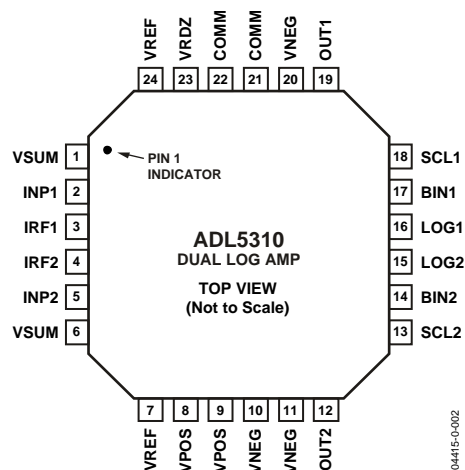 VREF VRDZ COMM COMM VNEG OUT1
24 23 22 21 20 19
VSUM 1
INP1 2
IRF1 3
IRF2 4
INP2 5
VSUM 6
PIN 1
INDICATOR
ADL5310
DUAL LOG AMP
TOP VIEW
(Not to Scale)
18 SCL1
17 BIN1
16 LOG1
15 LOG2
14 BIN2
13 SCL2
7 8 9 10 11 12
VREF VPOS VPOS VNEG VNEG OUT2
04415-0-002